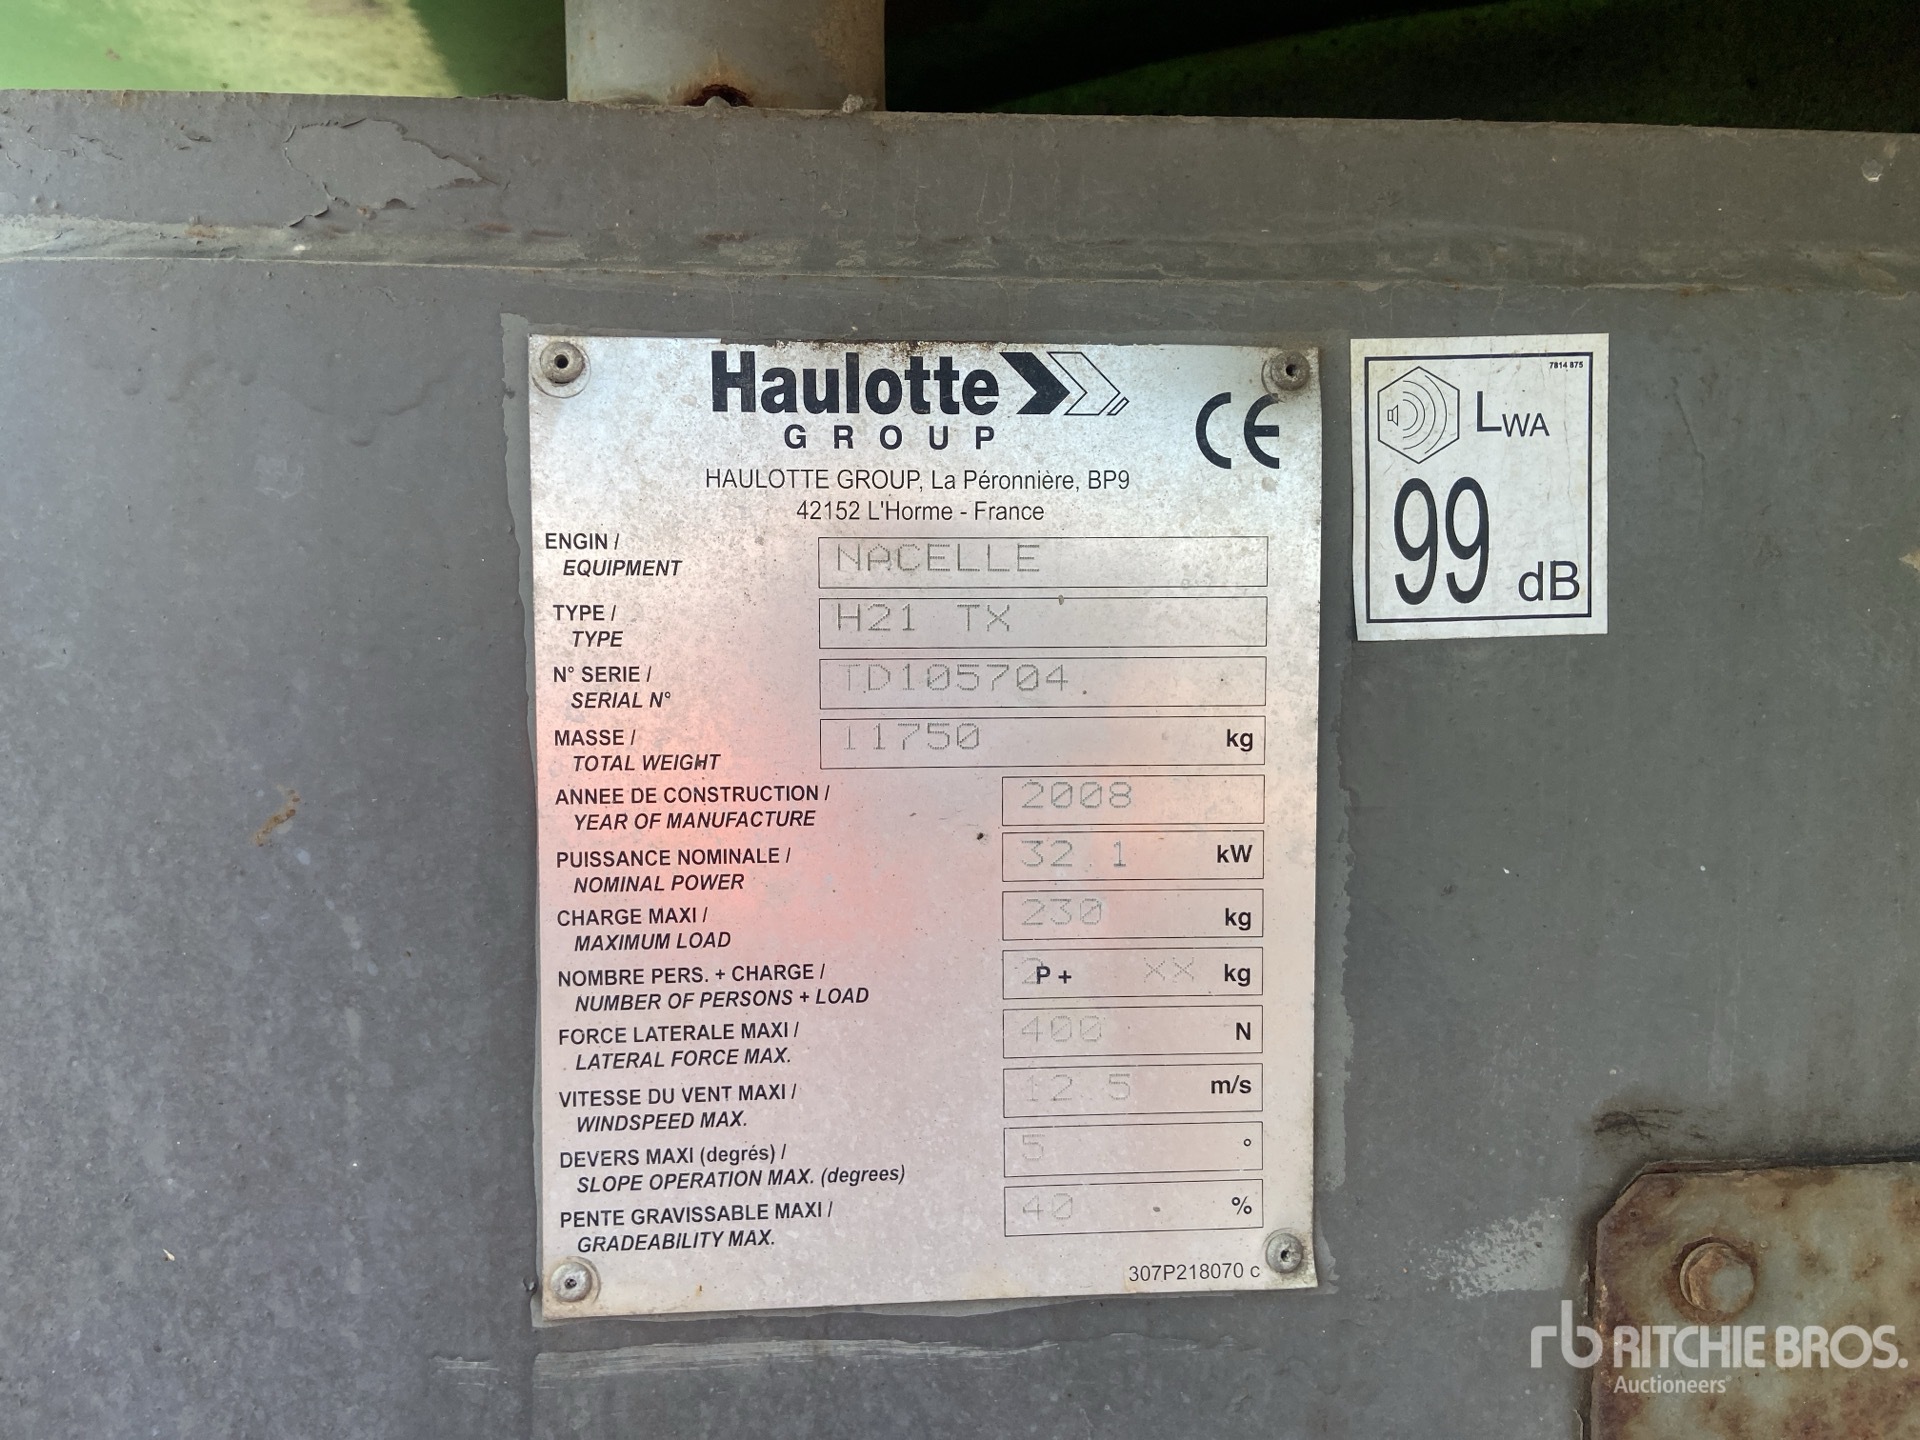 Haulotte
GROUP
CE
HAULOTTE GROUP, La Péronnière, BP9
42152 L'Horme - France
ENGIN /
EQUIPMENT
NACELLE
TYPE /
TYPE
H21 TX
N° SERIE /
SERIAL N°
TD105704
MASSE /
TOTAL WEIGHT
11750 kg
ANNEE DE CONSTRUCTION /
YEAR OF MANUFACTURE
2008
PUISSANCE NOMINALE /
NOMINAL POWER
32.1 kW
CHARGE MAXI /
MAXIMUM LOAD
230 kg
NOMBRE PERS. + CHARGE /
NUMBER OF PERSONS + LOAD
2 P + XX kg
FORCE LATERALE MAXI /
LATERAL FORCE MAX.
400 N
VITESSE DU VENT MAXI /
WINDSPEED MAX.
12.5 m/s
DEVERS MAXI (degrés) /
SLOPE OPERATION MAX. (degrees)
5 °
PENTE GRAVISSABLE MAXI /
GRADEABILITY MAX.
40 %
307P218070 c
7814 875
LWA
99 dB
rb RITCHIE BROS.
Auctioneers